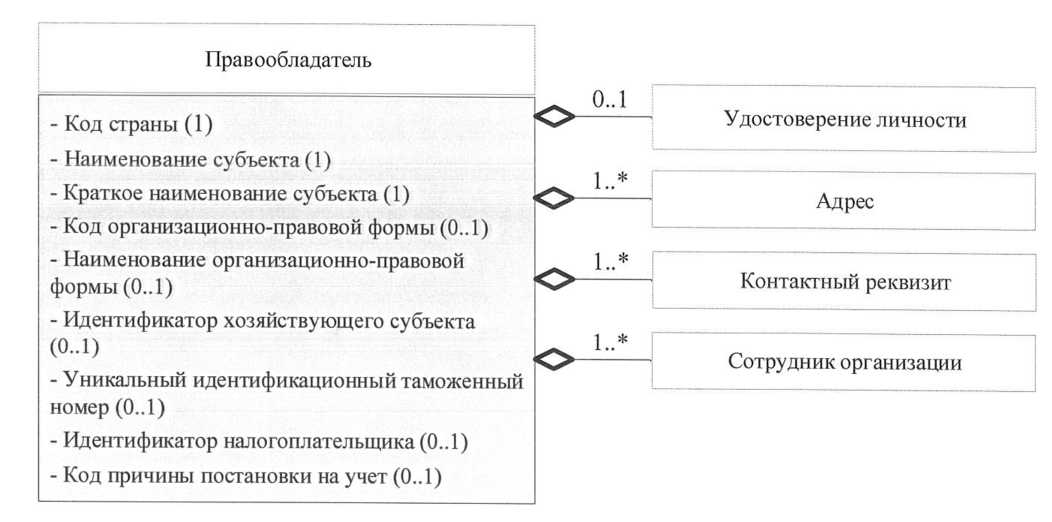 Правообладатель
- Код страны (1)
- Наименование субъекта (1)
- Краткое наименование субъекта (1)
- Код организационно-правовой формы (0..1)
- Наименование организационно-правовой
формы (0..1)
- Идентификатор хозяйствующего субъекта
(0..1)
- Уникальный идентификационный таможенный
номер (0..1)
- Идентификатор налогоплательщика (0..1)
- Код причины постановки на учет (0..1)
0..1
Удостоверение личности
1..*
Адрес
1..*
Контактный реквизит
1..*
Сотрудник организации